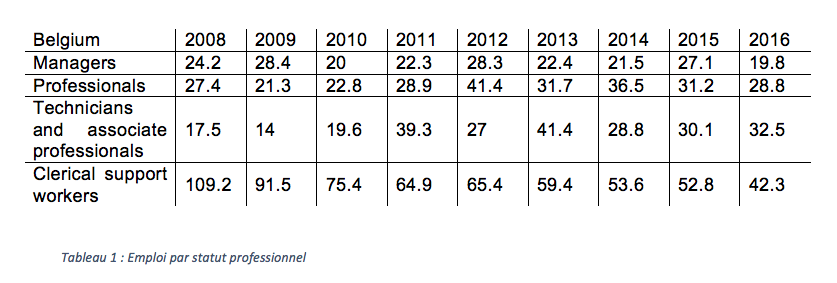 Belgium 2008 2009 2010 2011 2012 2013 2014 2015 2016
Managers 24.2 28.4 20 22.3 28.3 22.4 21.5 27.1 19.8
Professionals 27.4 21.3 22.8 28.9 41.4 31.7 36.5 31.2 28.8
Technicians
and associate 17.5 14 19.6 39.3 27 41.4 28.8 30.1 32.5
professionals
Clerical support
workers 109.2 91.5 75.4 64.9 65.4 59.4 53.6 52.8 42.3
Tableau 1 : Emploi par statut professionnel